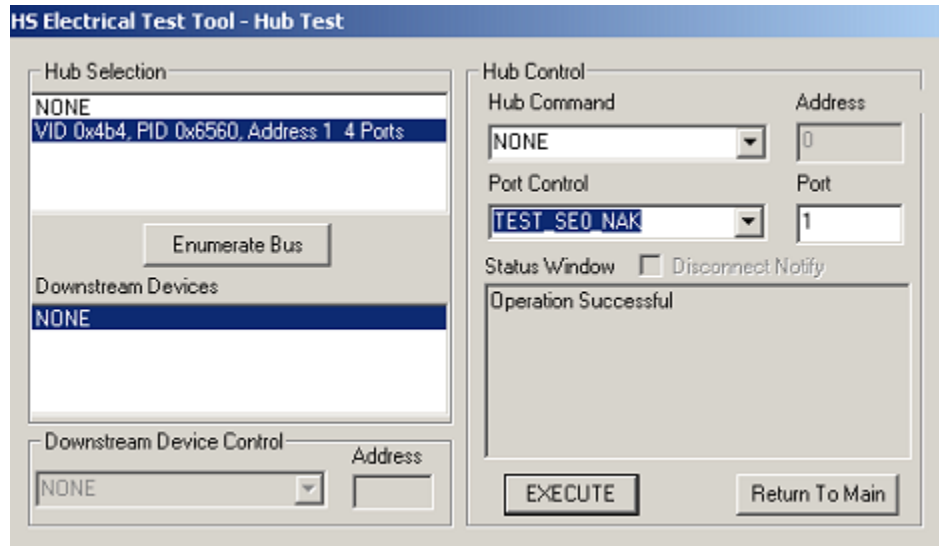 HS Electrical Test Tool - Hub Test
Hub Selection
NONE
VID 0x4b4, PID 0x6560, Address 1 4 Ports
Enumerate Bus
Downstream Devices
NONE
Downstream Device Control
Address
NONE
Hub Control
Hub Command Address
NONE 0
Port Control Port
TEST_SE0_NAK 1
Status Window Disconnect Notify
Operation Successful
EXECUTE Return To Main